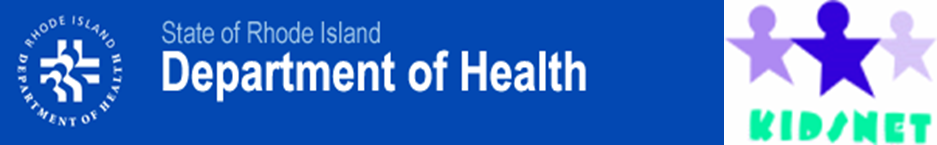 RHODE ISLAND
DEPARTMENT OF HEALTH
State of Rhode Island
Department of Health
KIDSNET